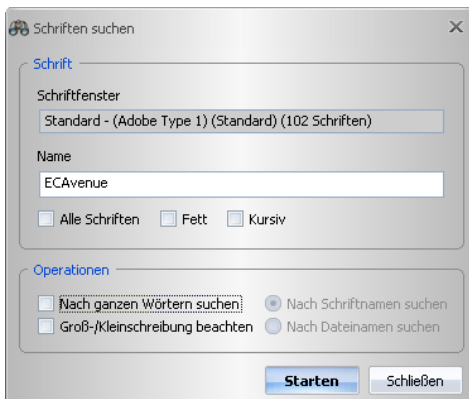 Schriften suchen
Schrift
Schriftfenster
Standard - (Adobe Type 1) (Standard) (102 Schriften)
Name
ECAvenue
Alle Schriften Fett Kursiv
Operationen
Nach ganzen Wörtern suchen Nach Schriftnamen suchen
Groß-/Kleinschreibung beachten Nach Dateinamen suchen
Starten Schließen